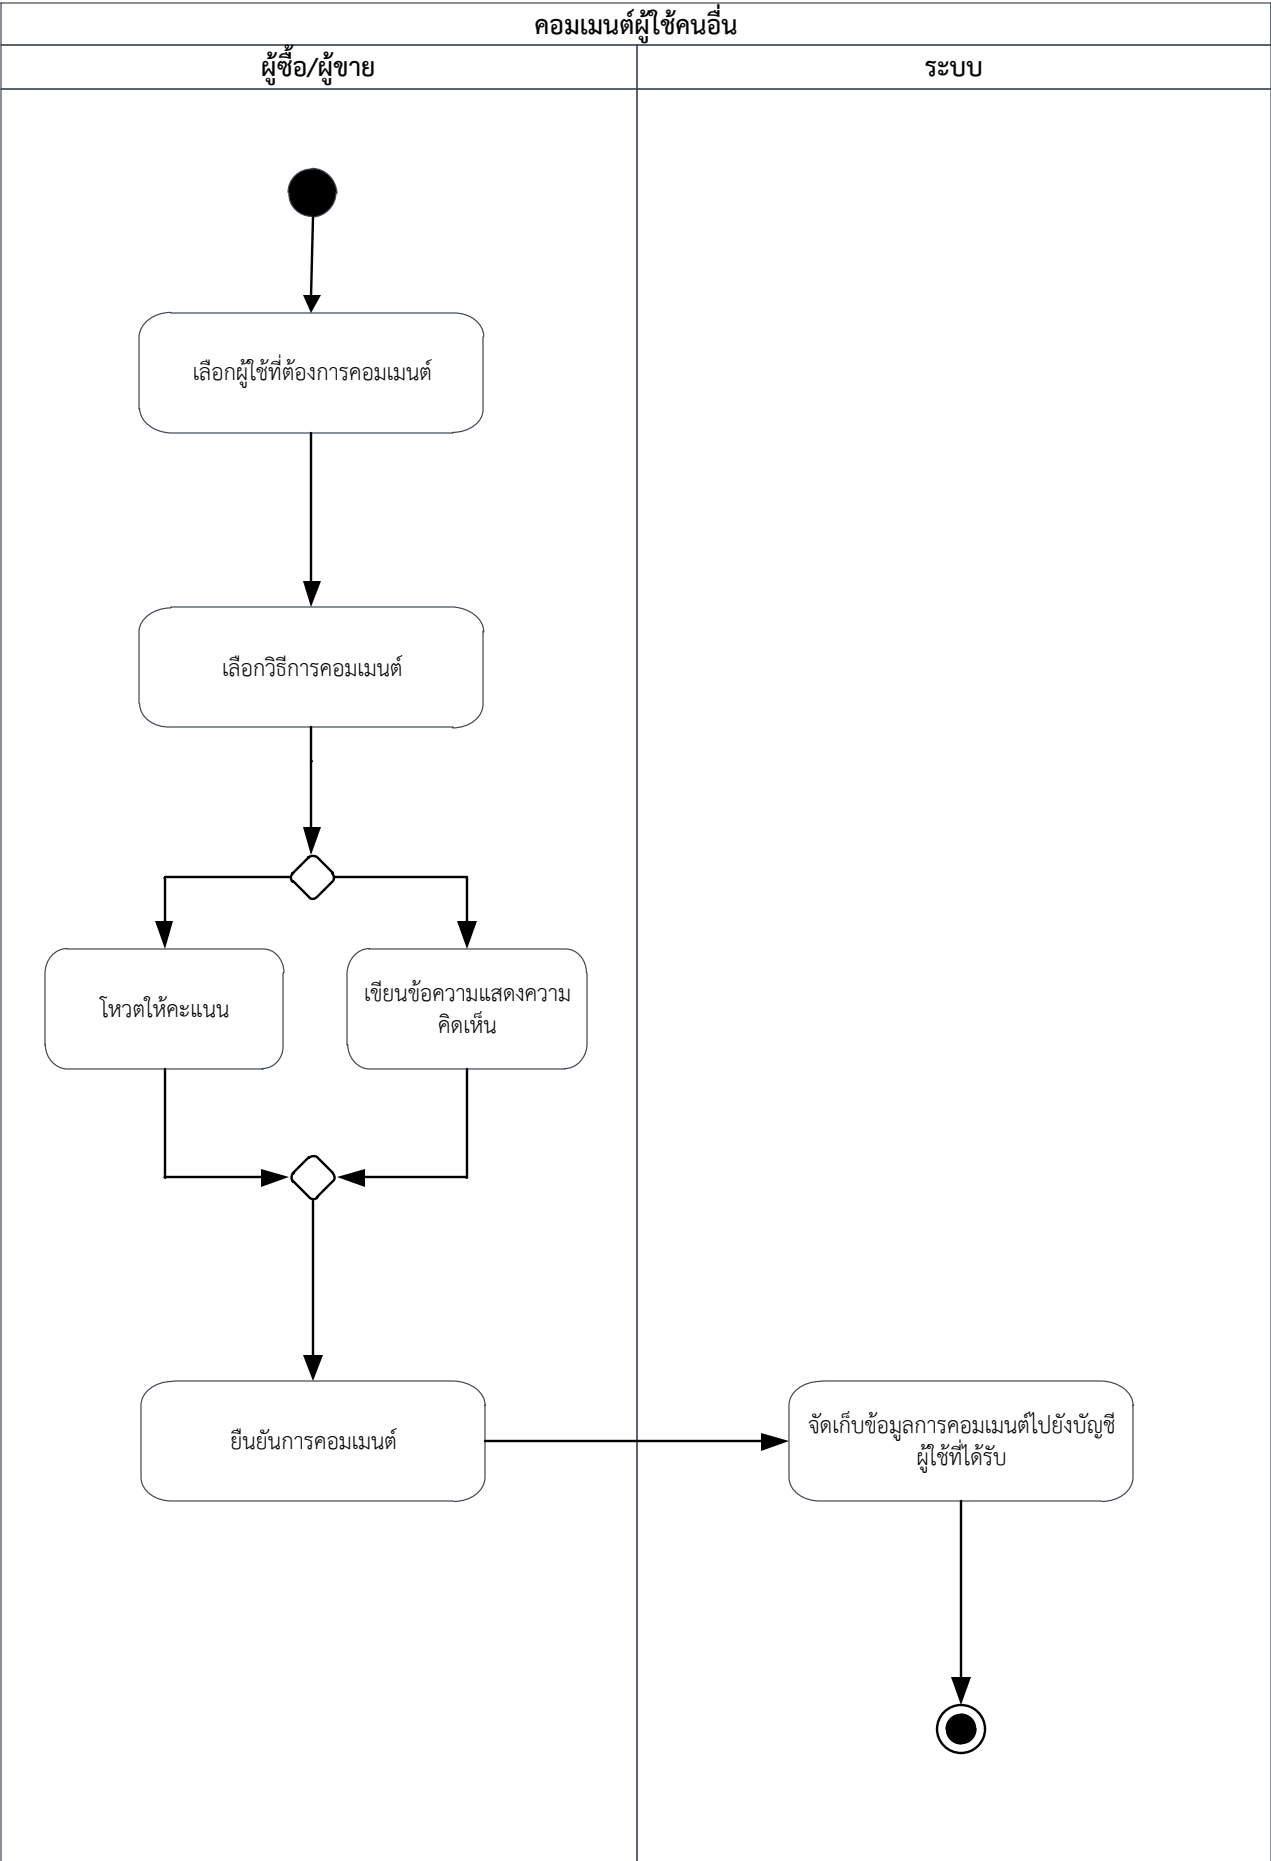 คอมเมนต์ผู้ใช้คนอื่น
ผู้ซื้อ/ผู้ขาย
ระบบ
เลือกผู้ใช้ที่ต้องการคอมเมนต์
เลือกวิธีการคอมเมนต์
โหวตให้คะแนน
เขียนข้อความแสดงความ
คิดเห็น
ยืนยันการคอมเมนต์
จัดเก็บข้อมูลการคอมเมนต์ไปยังบัญชี
ผู้ใช้ที่ได้รับ